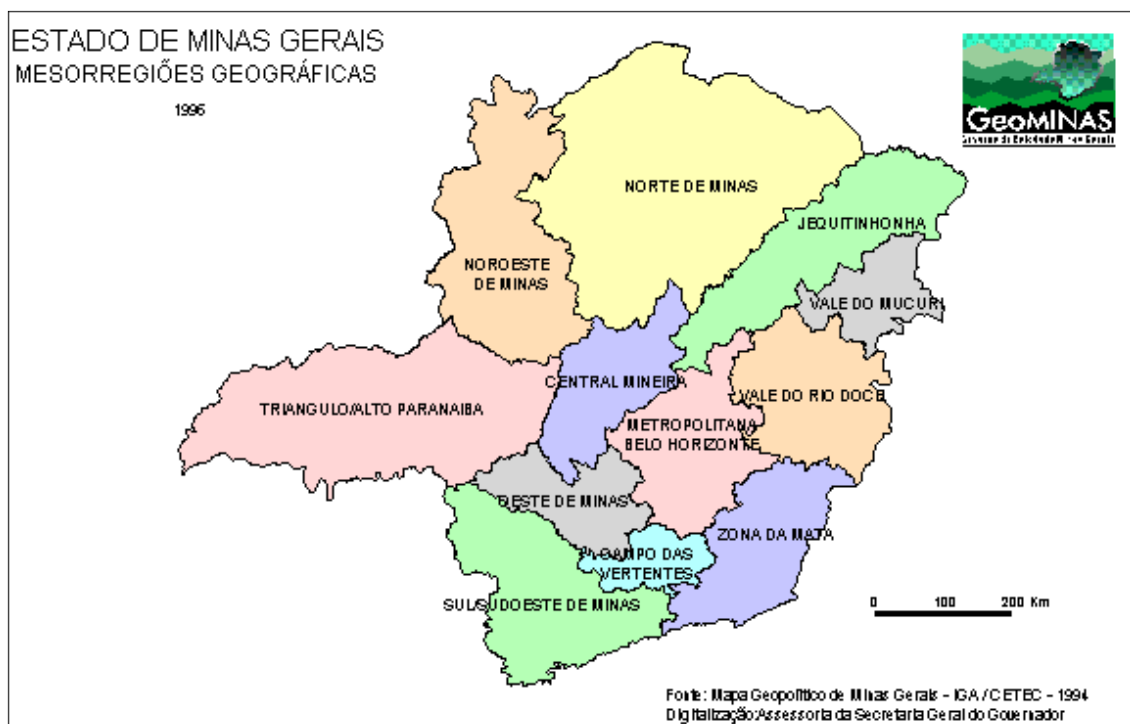 ESTADO DE MINAS GERAIS
MESORREGIÕES GEOGRÁFICAS
1996
GEOMINAS
NORTE DE MINAS
JEQUITINHONHA
NOROESTE
DE MINAS
VALE DO MUCURI
CENTRAL MINEIRA
VALE DO RIO DOCE
TRIANGULO/ALTO PARANAIBA
METROPOLITANA
BELO HORIZONTE
OESTE DE MINAS
ZONA DA MATA
CAMPO DAS
VERTENTES
SUL/SUDOESTE DE MINAS
0 100 200 Km
Fonte: Mapa Geopolítico de Minas Gerais - IGA / CETEC - 1994
Digitalização:Assessoria da Secretaria Geral do Governador